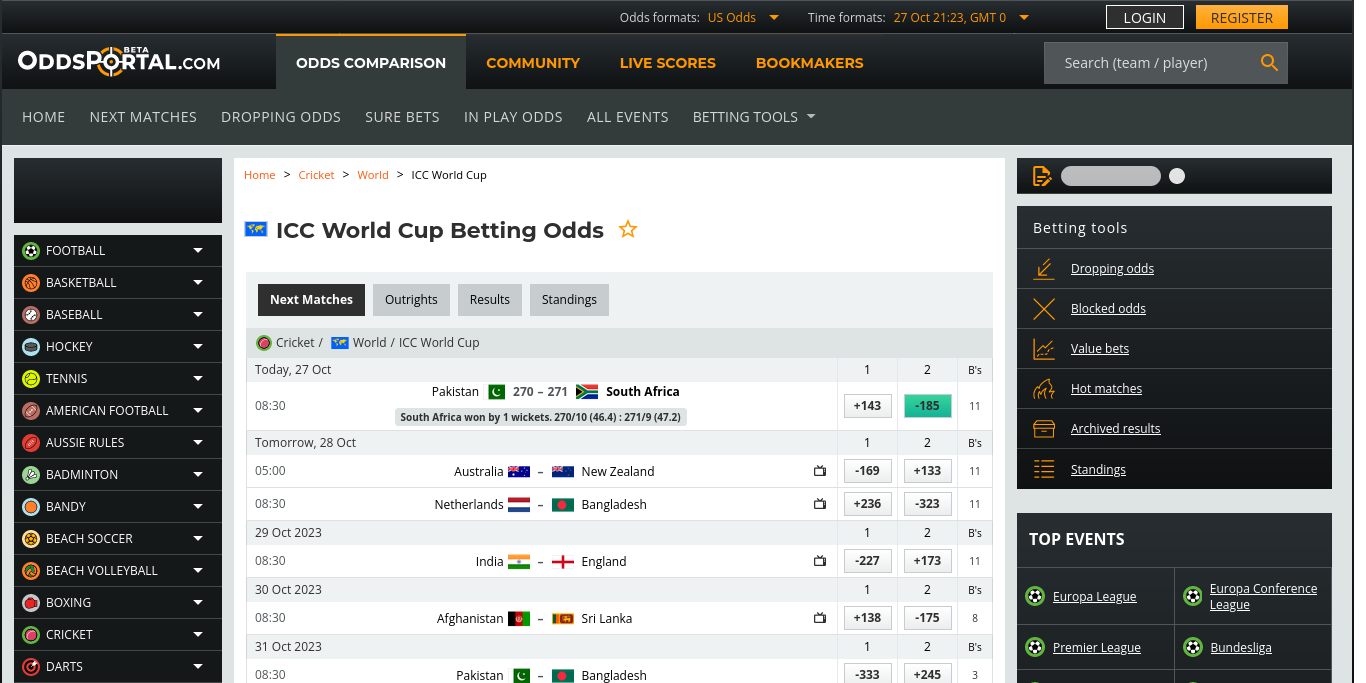 Odds formats: US Odds Time formats: 27 Oct 21:23, GMT 0 LOGIN REGISTER
ODDSPORTAL.COM BETA ODDS COMPARISON COMMUNITY LIVE SCORES BOOKMAKERS Search (team / player)
HOME NEXT MATCHES DROPPING ODDS SURE BETS IN PLAY ODDS ALL EVENTS BETTING TOOLS
FOOTBALL
BASKETBALL
BASEBALL
HOCKEY
TENNIS
AMERICAN FOOTBALL
AUSSIE RULES
BADMINTON
BANDY
BEACH SOCCER
BEACH VOLLEYBALL
BOXING
CRICKET
DARTS
Home > Cricket > World > ICC World Cup
ICC World Cup Betting Odds
Next Matches Outrights Results Standings
Cricket / World / ICC World Cup
Today, 27 Oct 1 2 B's
08:30 Pakistan 270 – 271 South Africa +143 -185 11
South Africa won by 1 wickets. 270/10 (46.4) : 271/9 (47.2)
Tomorrow, 28 Oct 1 2 B's
05:00 Australia – New Zealand -169 +133 11
08:30 Netherlands – Bangladesh +236 -323 11
29 Oct 2023 1 2 B's
08:30 India – England -227 +173 11
30 Oct 2023 1 2 B's
08:30 Afghanistan – Sri Lanka +138 -175 8
31 Oct 2023 1 2 B's
08:30 Pakistan – Bangladesh -333 +245 3
Betting tools
Dropping odds
Blocked odds
Value bets
Hot matches
Archived results
Standings
TOP EVENTS
Europa League
Europa Conference
League
Premier League
Bundesliga